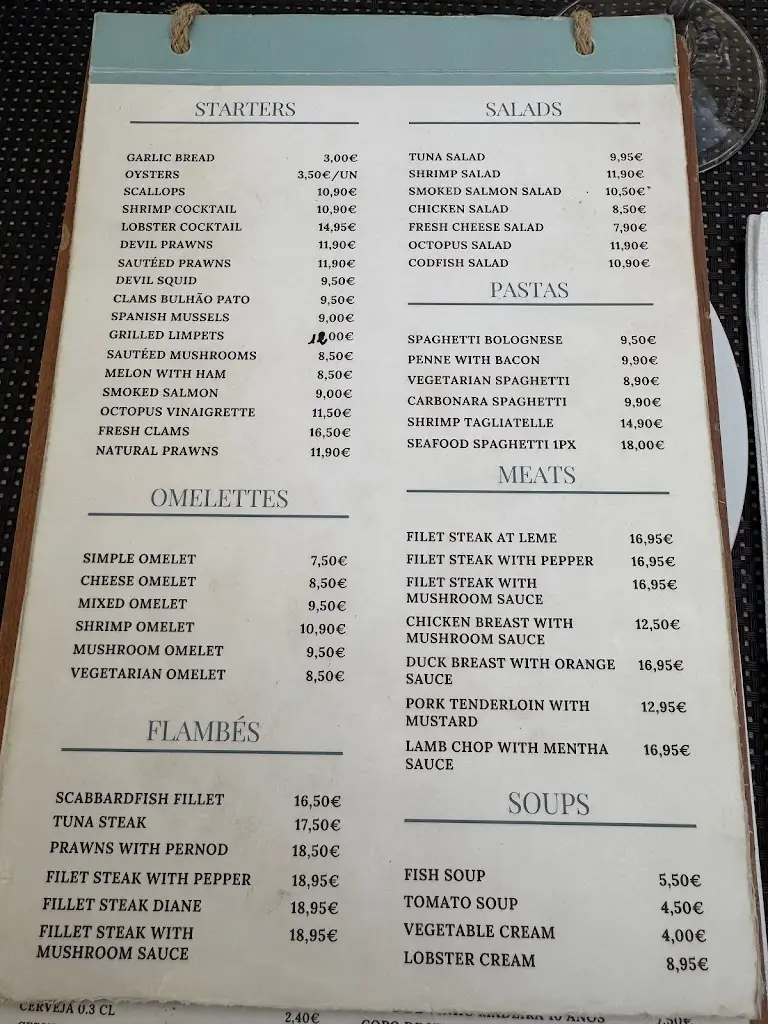 STARTERS
GARLIC BREAD 3,00€
OYSTERS 3,50€/UN
SCALLOPS 10,90€
SHRIMP COCKTAIL 10,90€
LOBSTER COCKTAIL 14,95€
DEVIL PRAWNS 11,90€
SAUTÉED PRAWNS 11,90€
DEVIL SQUID 9,50€
CLAMS BULHÃO PATO 9,50€
SPANISH MUSSELS 9,00€
GRILLED LIMPETS 12,00€
SAUTÉED MUSHROOMS 8,50€
MELON WITH HAM 8,50€
SMOKED SALMON 9,00€
OCTOPUS VINAIGRETTE 11,50€
FRESH CLAMS 16,50€
NATURAL PRAWNS 11,90€
OMELETTES
SIMPLE OMELET 7,50€
CHEESE OMELET 8,50€
MIXED OMELET 9,50€
SHRIMP OMELET 10,90€
MUSHROOM OMELET 9,50€
VEGETARIAN OMELET 8,50€
FLAMBÉS
SCABBARDFISH FILLET 16,50€
TUNA STEAK 17,50€
PRAWNS WITH PERNOD 18,50€
FILET STEAK WITH PEPPER 18,95€
FILLET STEAK DIANE 18,95€
FILLET STEAK WITH 18,95€
MUSHROOM SAUCE
SALADS
TUNA SALAD 9,95€
SHRIMP SALAD 11,90€
SMOKED SALMON SALAD 10,50€
CHICKEN SALAD 8,50€
FRESH CHEESE SALAD 7,90€
OCTOPUS SALAD 11,90€
CODFISH SALAD 10,90€
PASTAS
SPAGHETTI BOLOGNESE 9,50€
PENNE WITH BACON 9,90€
VEGETARIAN SPAGHETTI 8,90€
CARBONARA SPAGHETTI 9,90€
SHRIMP TAGLIATELLE 14,90€
SEAFOOD SPAGHETTI 1PX 18,00€
MEATS
FILET STEAK AT LEME 16,95€
FILET STEAK WITH PEPPER 16,95€
FILET STEAK WITH 16,95€
MUSHROOM SAUCE
CHICKEN BREAST WITH 12,50€
MUSHROOM SAUCE
DUCK BREAST WITH ORANGE 16,95€
SAUCE
PORK TENDERLOIN WITH 12,95€
MUSTARD
LAMB CHOP WITH MENTHA 16,95€
SAUCE
SOUPS
FISH SOUP 5,50€
TOMATO SOUP 4,50€
VEGETABLE CREAM 4,00€
LOBSTER CREAM 8,95€
CERVEJA 0.3 CL 2,40€
MADEIRA 10 ANOS 7,50€